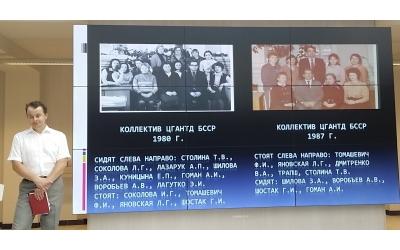 КОЛЛЕКТИВ ЦГАНТД БССР
1980 Г.
СИДЯТ СЛЕВА НАПРАВО: СТОЛИНА Т.В.,
СОКОЛОВА Л.Г., ЛАЗАРУК А.П., ШИЛОВА
З.А., КУНИЦЫНА Е.П., ГОМАН А.И.,
ВОРОБЬЕВ А.В., ЛАГУТКО Э.И.
СТОЯТ: СОКОЛОВА И.Г., ТОМАШЕВИЧ
Ф.И., ЯНОВСКАЯ Л.Г., ШОСТАК Г.И.
КОЛЛЕКТИВ ЦГАНТД БССР
1987 Г.
СТОЯТ СЛЕВА НАПРАВО: ТОМАШЕВИЧ
Ф.И., ЯНОВСКАЯ Л.Г., ДМИТРЕНКО
В.А., ТРАПШ, СТОЛИНА Т.В.
СИДЯТ: ШИЛОВА З.А., ВОРОБЬЕВ А.В.,
ШОСТАК Г.И., ГОМАН А.И.